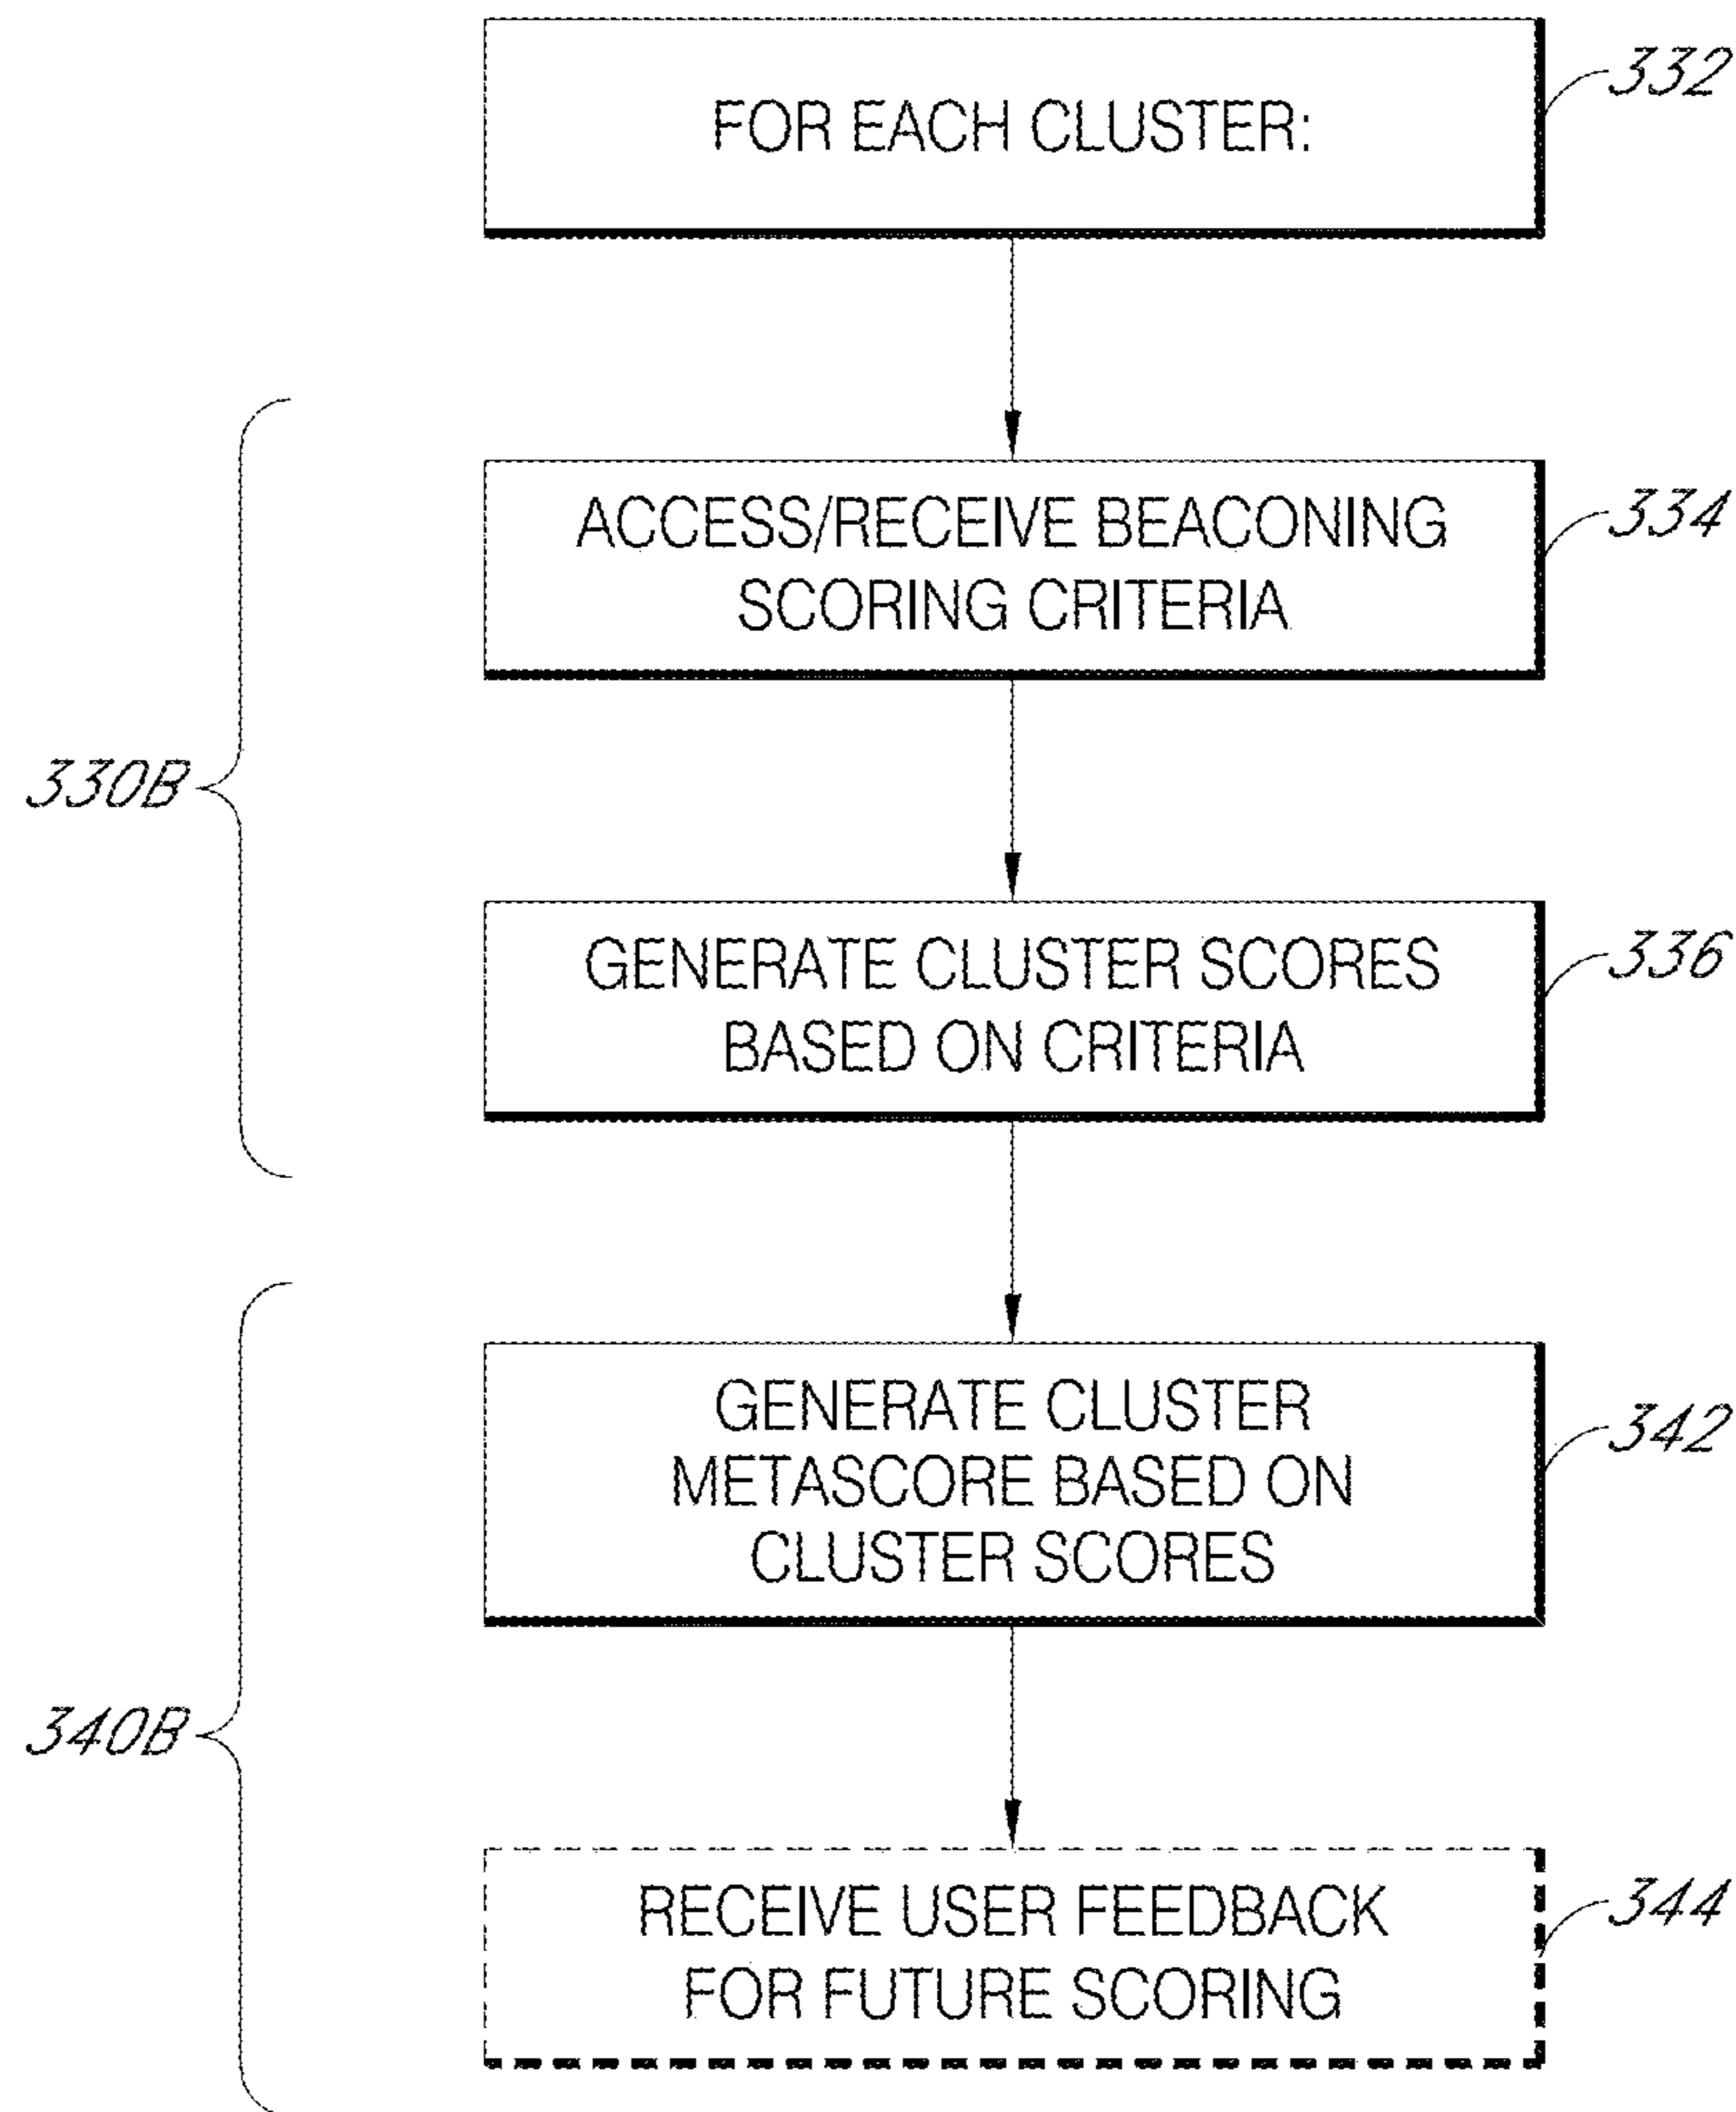 FOR EACH CLUSTER:
332
ACCESS/RECEIVE BEACONING
SCORING CRITERIA
334
330B
GENERATE CLUSTER SCORES
BASED ON CRITERIA
336
GENERATE CLUSTER
METASCORE BASED ON
CLUSTER SCORES
342
340B
RECEIVE USER FEEDBACK
FOR FUTURE SCORING
344